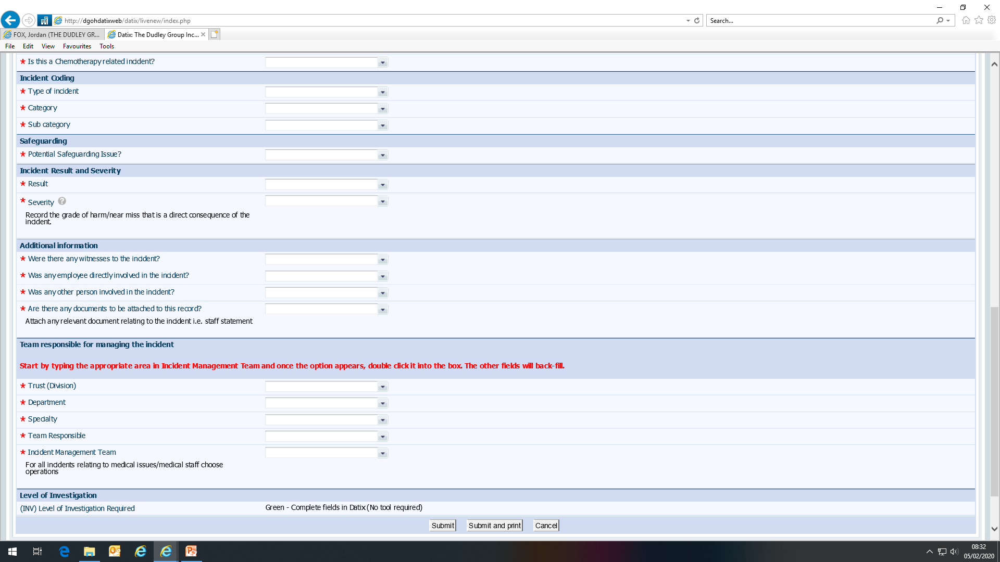 http://dgohdatixweb/datix/livenew/index.php
Search...
FOX, Jordan (THE DUDLEY GR...
Datix: The Dudley Group Inc...
File Edit View Favourites Tools
* Is this a Chemotherapy related incident?
Incident Coding
* Type of incident
* Category
* Sub category
Safeguarding
* Potential Safeguarding Issue?
Incident Result and Severity
* Result
* Severity ?
Record the grade of harm/near miss that is a direct consequence of the
incident.
Additional information
* Were there any witnesses to the incident?
* Was any employee directly involved in the incident?
* Was any other person involved in the incident?
* Are there any documents to be attached to this record?
Attach any relevant document relating to the incident i.e. staff statement
Team responsible for managing the incident
Start by typing the appropriate area in Incident Management Team and once the option appears, double click it into the box. The other fields will back-fill.
* Trust (Division)
* Department
* Specialty
* Team Responsible
* Incident Management Team
For all incidents relating to medical issues/medical staff choose
operations
Level of Investigation
(INV) Level of Investigation Required
Green - Complete fields in Datix (No tool required)
Submit
Submit and print
Cancel
08:32
05/02/2020